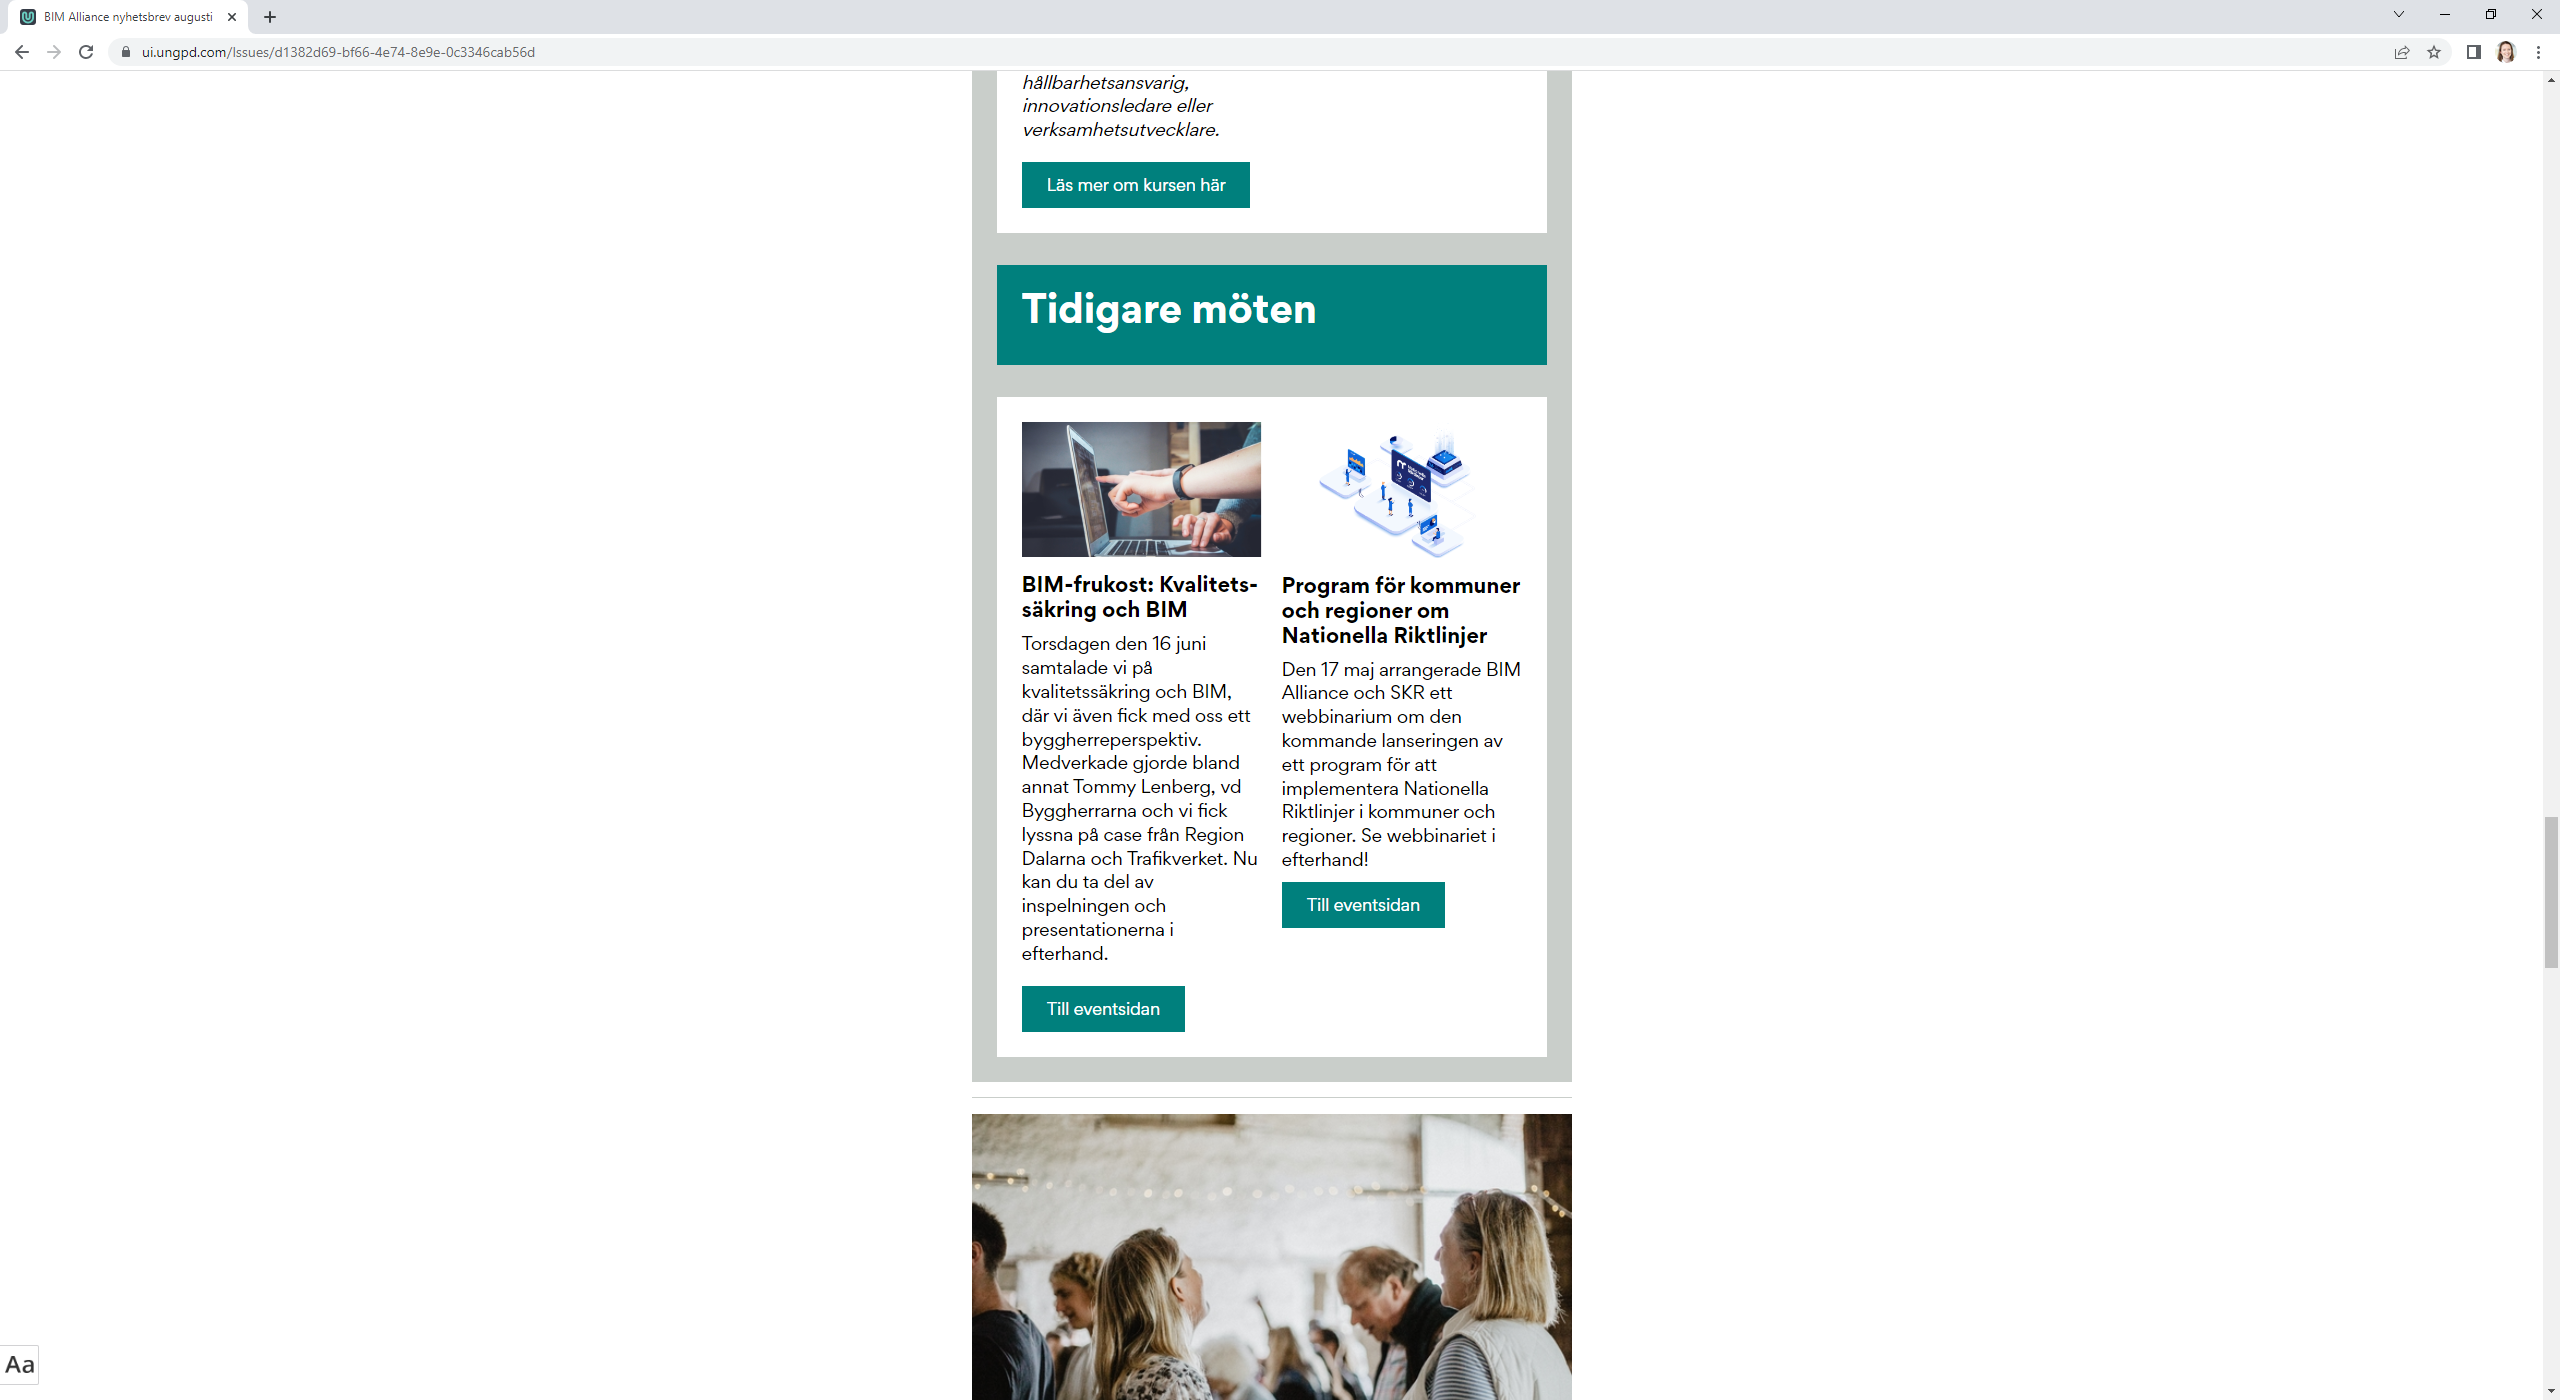 BIM Alliance nyhetsbrev augusti
ui.ungpd.com/Issues/d1382d69-bf66-4e74-8e9e-0c3346cab56d
hållbarhetsansvarig,
innovationsledare eller
verksamhetsutvecklare.
Läs mer om kursen här
Tidigare möten
BIM-frukost: Kvalitets-
säkring och BIM
Torsdagen den 16 juni
samtalade vi på
kvalitetssäkring och BIM,
där vi även fick med oss ett
byggherreperspektiv.
Medverkade gjorde bland
annat Tommy Lenberg, vd
Byggherrarna och vi fick
lyssna på case från Region
Dalarna och Trafikverket. Nu
kan du ta del av
inspelningen och
presentationerna i
efterhand.
Till eventsidan
Program för kommuner
och regioner om
Nationella Riktlinjer
Den 17 maj arrangerade BIM
Alliance och SKR ett
webbinarium om den
kommande lanseringen av
ett program för att
implementera Nationella
Riktlinjer i kommuner och
regioner. Se webbinariet i
efterhand!
Till eventsidan
Aa